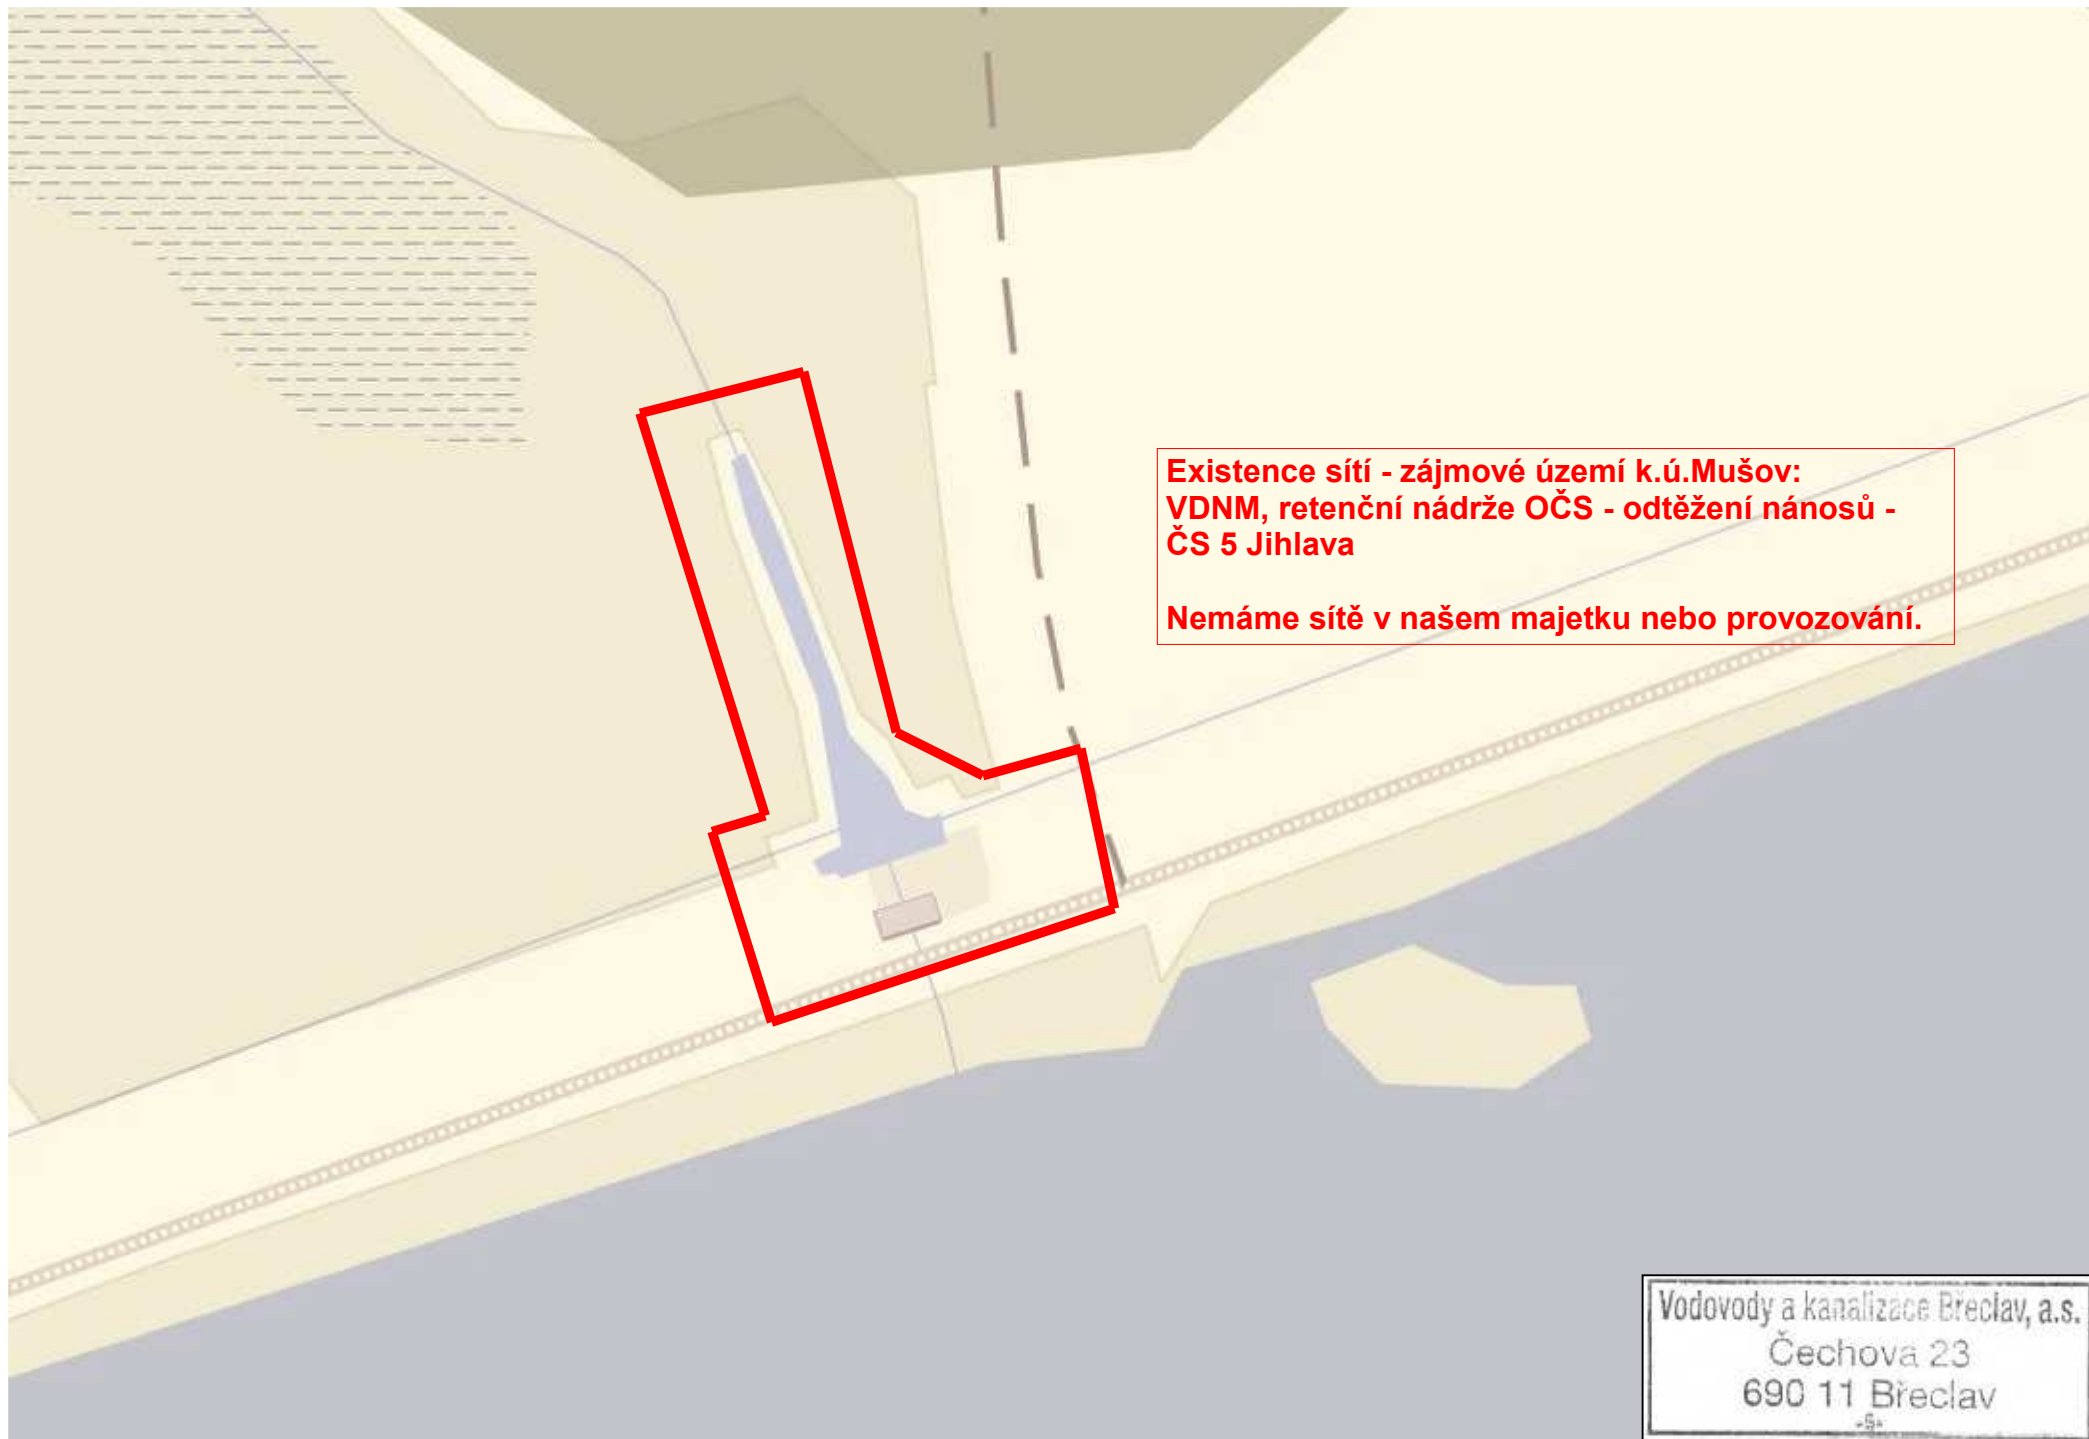 Existence sítí - zájmové území k.ú.Mušov:
VDNM, retenční nádrže OČS - odtěžení nánosů -
ČS 5 Jihlava
Nemáme sítě v našem majetku nebo provozování.
Vodovody a kanalizace Břeclav, a.s.
Čechova 23
690 11 Břeclav
-5-